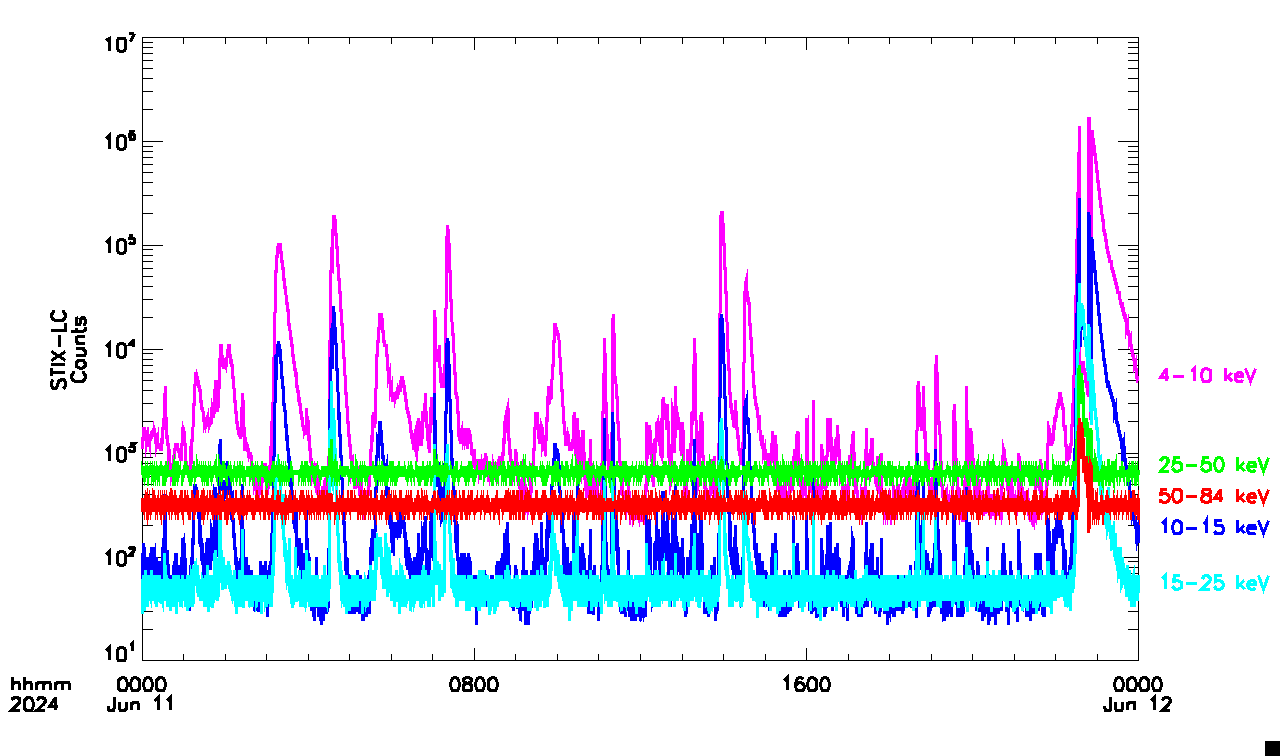 10⁷
10⁶
10⁵
10⁴
10³
10²
10¹
STIX-LC
Counts
4-10 keV
25-50 keV
50-84 keV
10-15 keV
15-25 keV
hhmm 0000 0800 1600 0000
2024 Jun 11 Jun 12